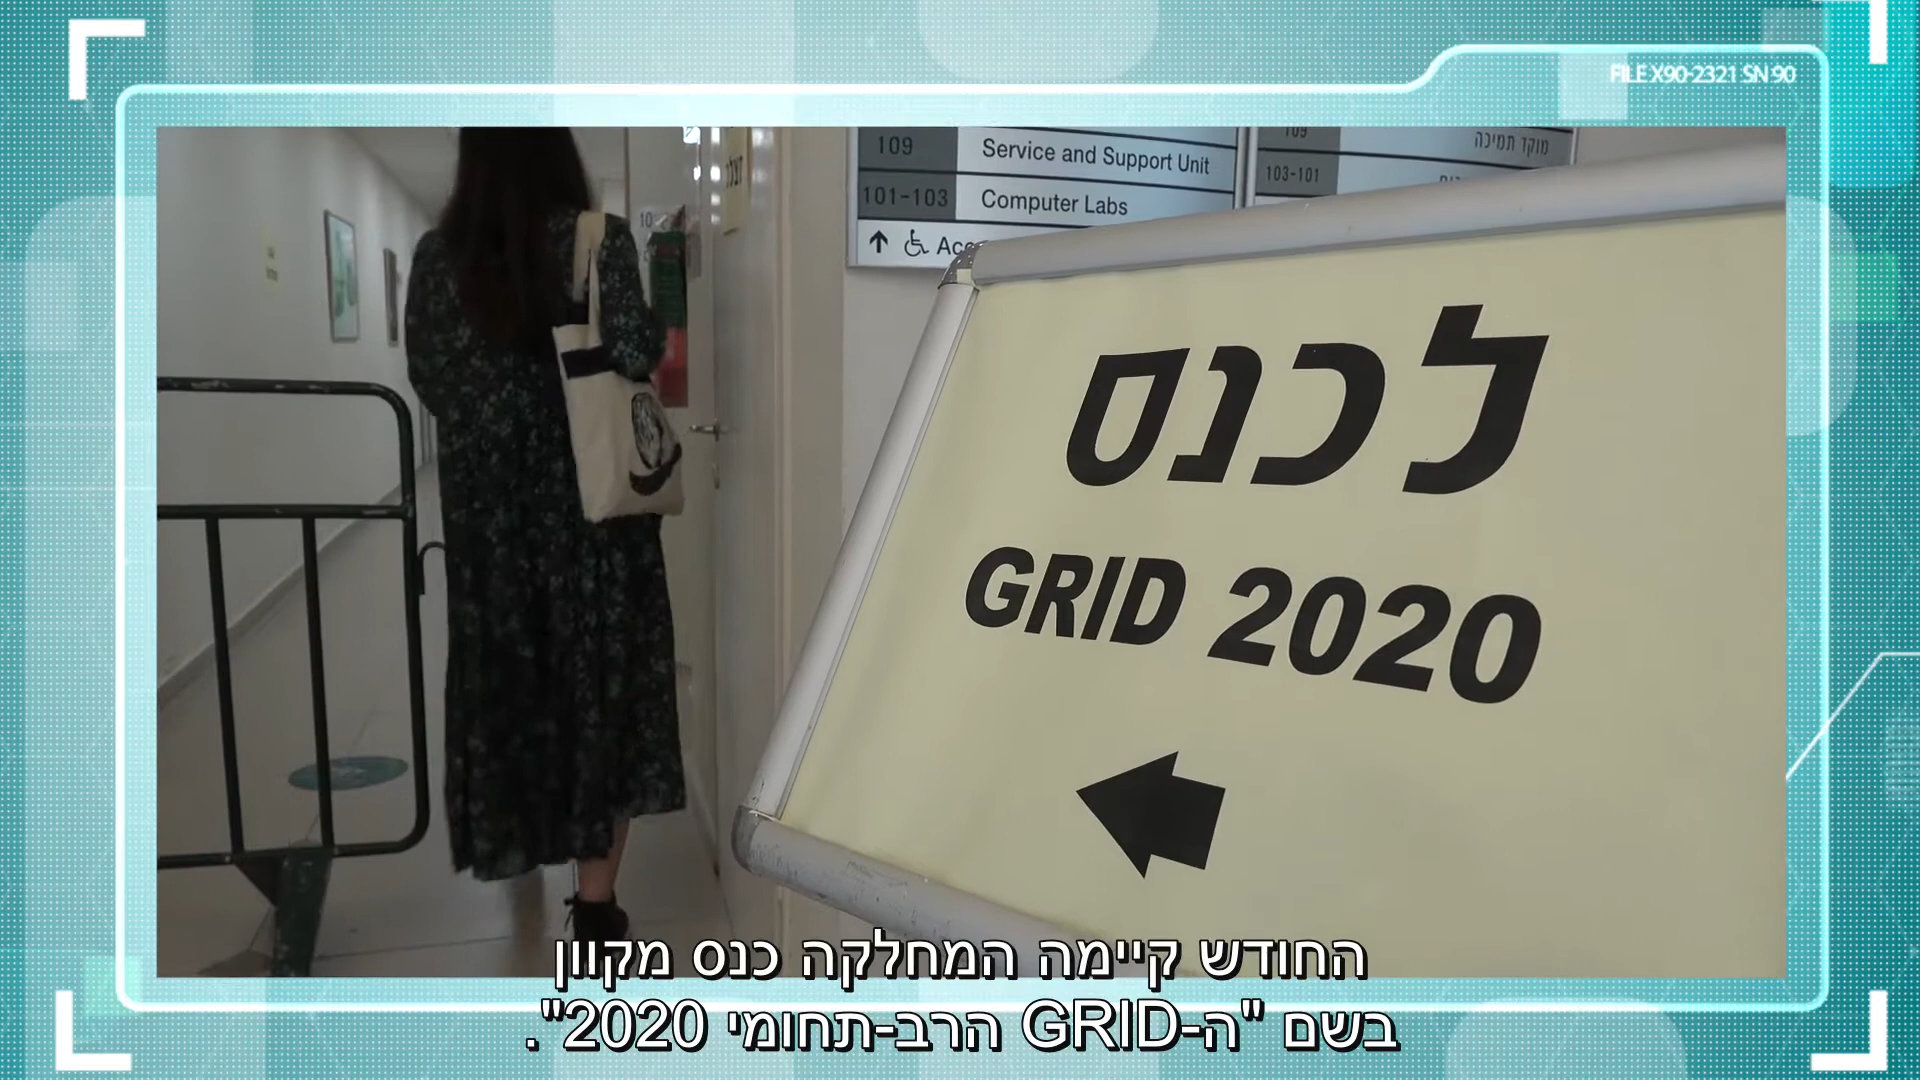 FILE X90-2321 SN 90
109
Service and Support Unit
101-103
Computer Labs
109
מוקד תמיכה
103-101
10
לכנס
GRID 2020
החודש קיימה המחלקה כנס מקוון
בשם "ה-GRID הרב-תחומי 2020".